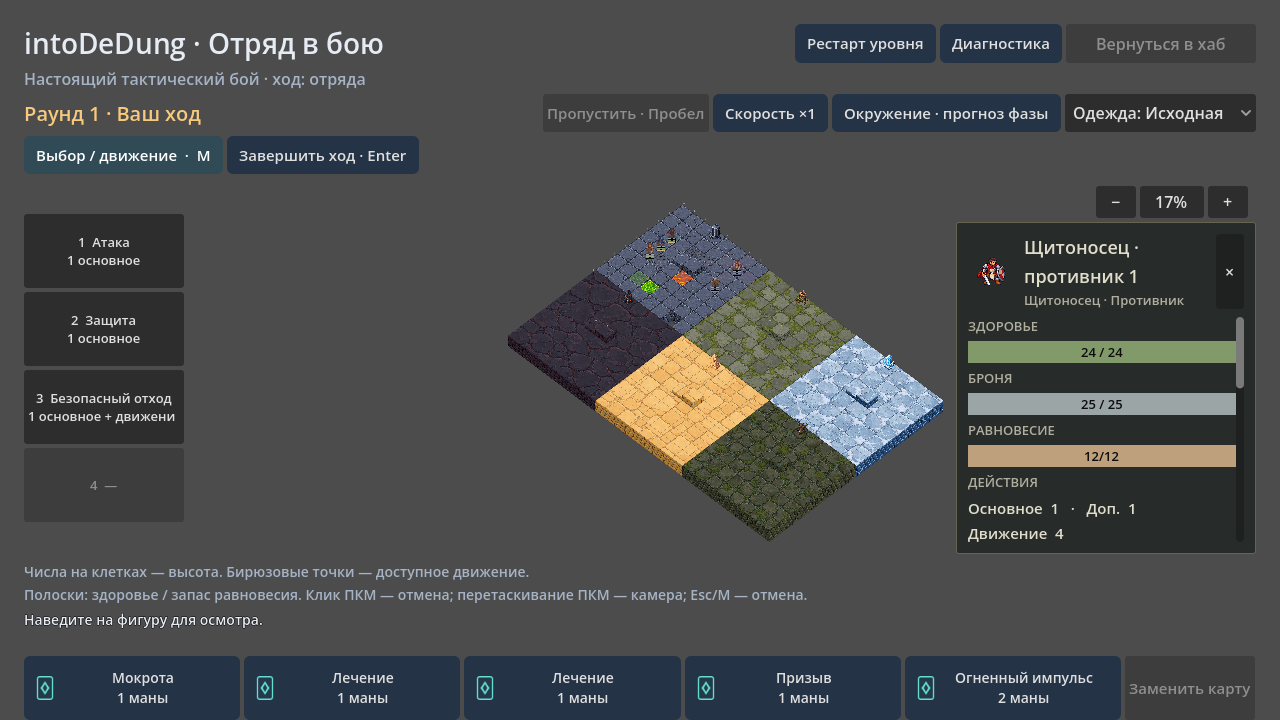 intoDeDung · Отряд в бою
Рестарт уровня
Диагностика
Вернуться в хаб
Настоящий тактический бой · ход: отряда
Раунд 1 · Ваш ход
Пропустить · Пробел
Скорость ×1
Окружение · прогноз фазы
Одежда: Исходная
Выбор / движение · M
Завершить ход · Enter
−
17%
+
1 Атака
1 основное
2 Защита
1 основное
3 Безопасный отход
1 основное + движени
4 —
Щитоносец ·
противник 1
×
Щитоносец · Противник
ЗДОРОВЬЕ
24 / 24
БРОНЯ
25 / 25
РАВНОВЕСИЕ
12/12
ДЕЙСТВИЯ
Основное 1 · Доп. 1
Движение 4
Числа на клетках — высота. Бирюзовые точки — доступное движение.
Полоски: здоровье / запас равновесия. Клик ПКМ — отмена; перетаскивание ПКМ — камера; Esc/M — отмена.
Наведите на фигуру для осмотра.
Мокрота
1 маны
Лечение
1 маны
Лечение
1 маны
Призыв
1 маны
Огненный импульс
2 маны
Заменить карту